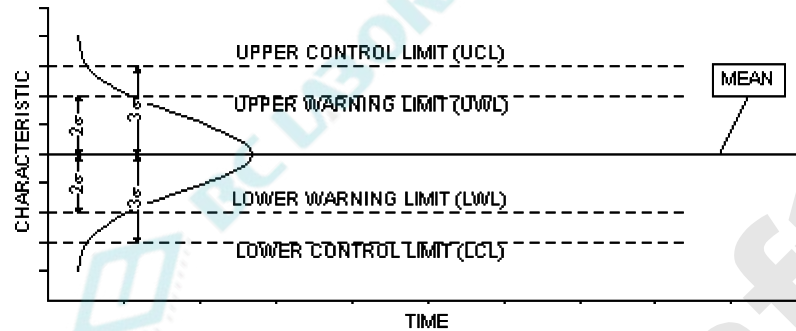 UPPER CONTROL LIMIT (UCL)
MEAN
UPPER WARNING LIMIT (UWL)
CHARACTERISTIC
2σ
3σ
2σ
3σ
LOWER WARNING LIMIT (LWL)
LOWER CONTROL LIMIT (LCL)
TIME